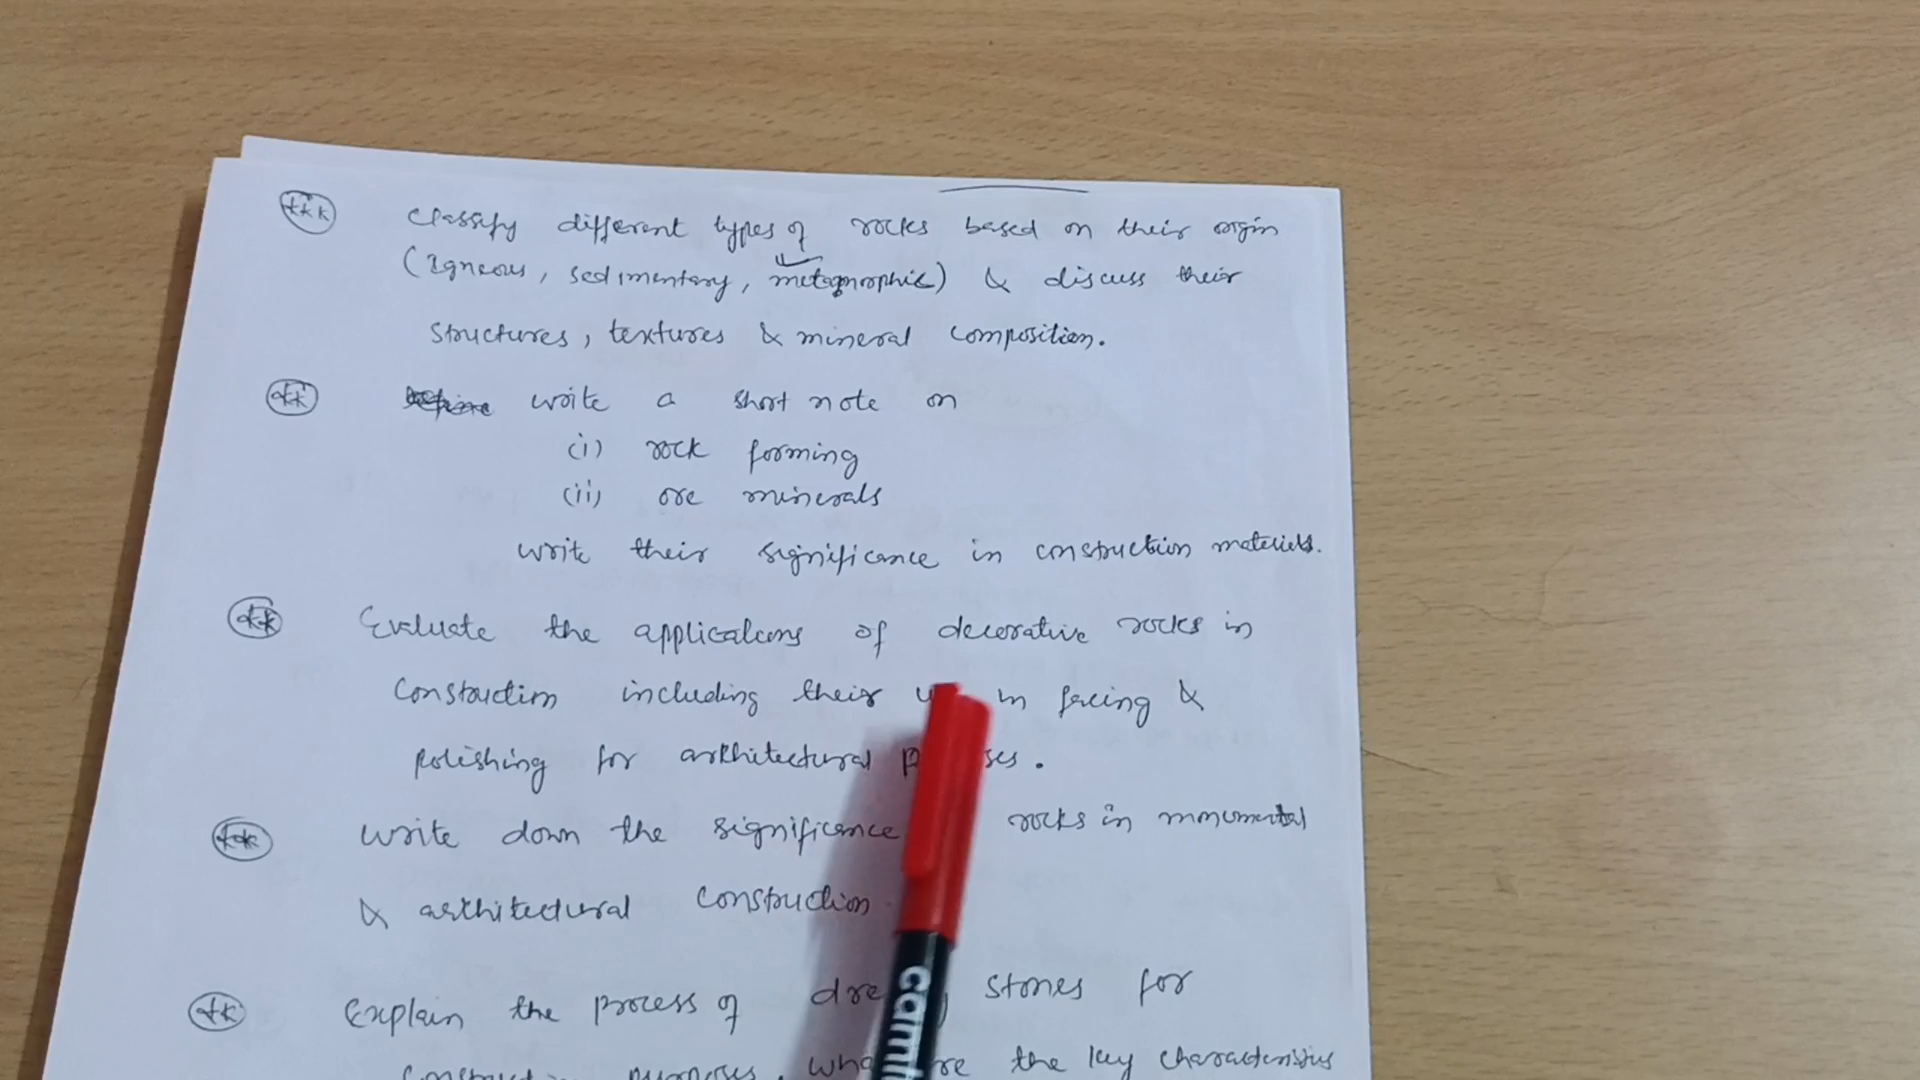 *** Classify different types of rocks based on their origin
(Igneous, sedimentary, metamorphic) & discuss their
structures, textures & mineral composition.
** write a short note on
(i) rock forming
(ii) ore minerals
write their significance in construction materials.
** Evaluate the applications of decorative rocks in
construction including their in facing &
polishing for architectural
** write down the significance rocks in monumental
& architectural construction.
** Explain the process of stones for
the key characteristics
camlin